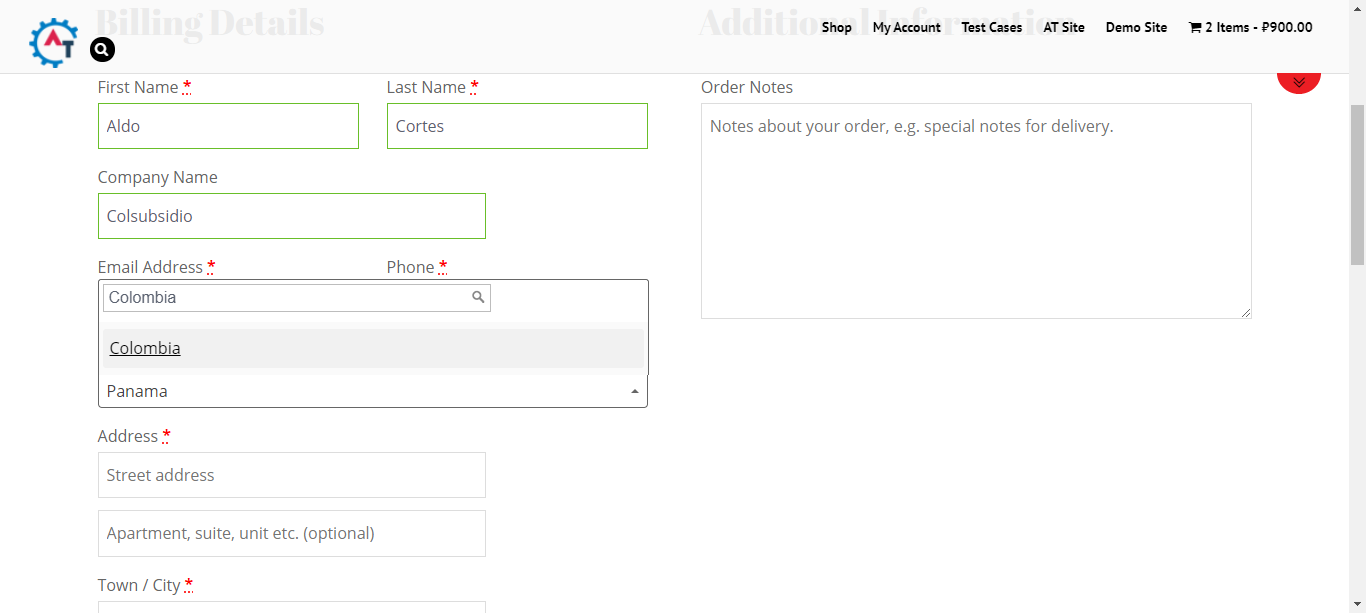 Billing Details
Additional Information
AT
Shop
My Account
Test Cases
AT Site
Demo Site
2 Items - ₽900.00
First Name *
Last Name *
Order Notes
Aldo
Cortes
Notes about your order, e.g. special notes for delivery.
Company Name
Colsubsidio
Email Address *
Phone *
Colombia
Colombia
Panama
Address *
Street address
Apartment, suite, unit etc. (optional)
Town / City *